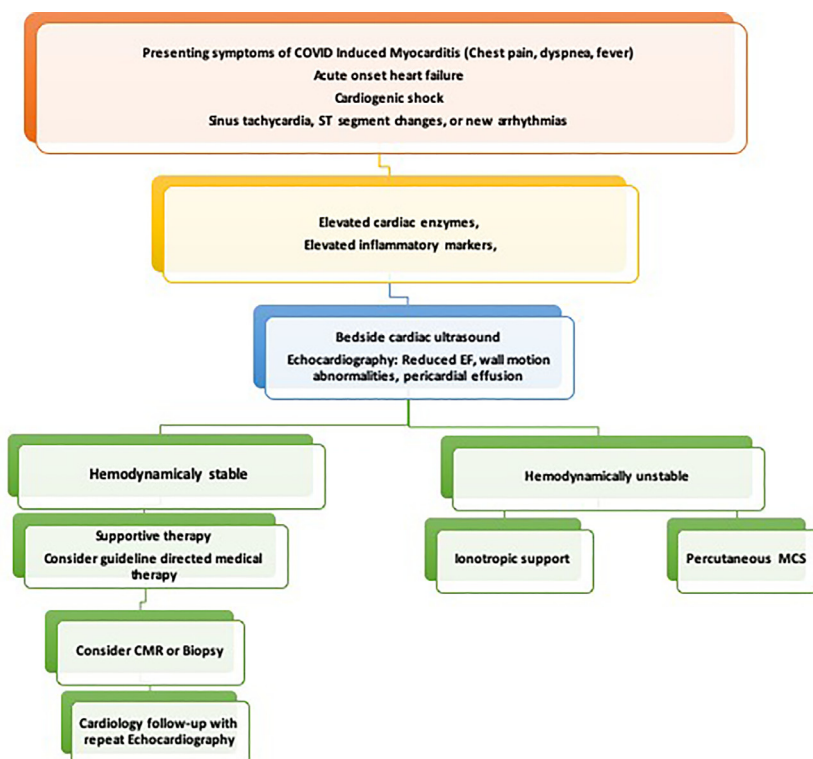 Presenting symptoms of COVID Induced Myocarditis (Chest pain, dyspnea, fever)
Acute onset heart failure
Cardiogenic shock
Sinus tachycardia, ST segment changes, or new arrhythmias
Elevated cardiac enzymes,
Elevated inflammatory markers,
Bedside cardiac ultrasound
Echocardiography: Reduced EF, wall motion
abnormalities, pericardial effusion
Hemodynamicaly stable
Hemodynamically unstable
Supportive therapy
Consider guideline directed medical
therapy
Ionotropic support
Percutaneous MCS
Consider CMR or Biopsy
Cardiology follow-up with
repeat Echocardiography